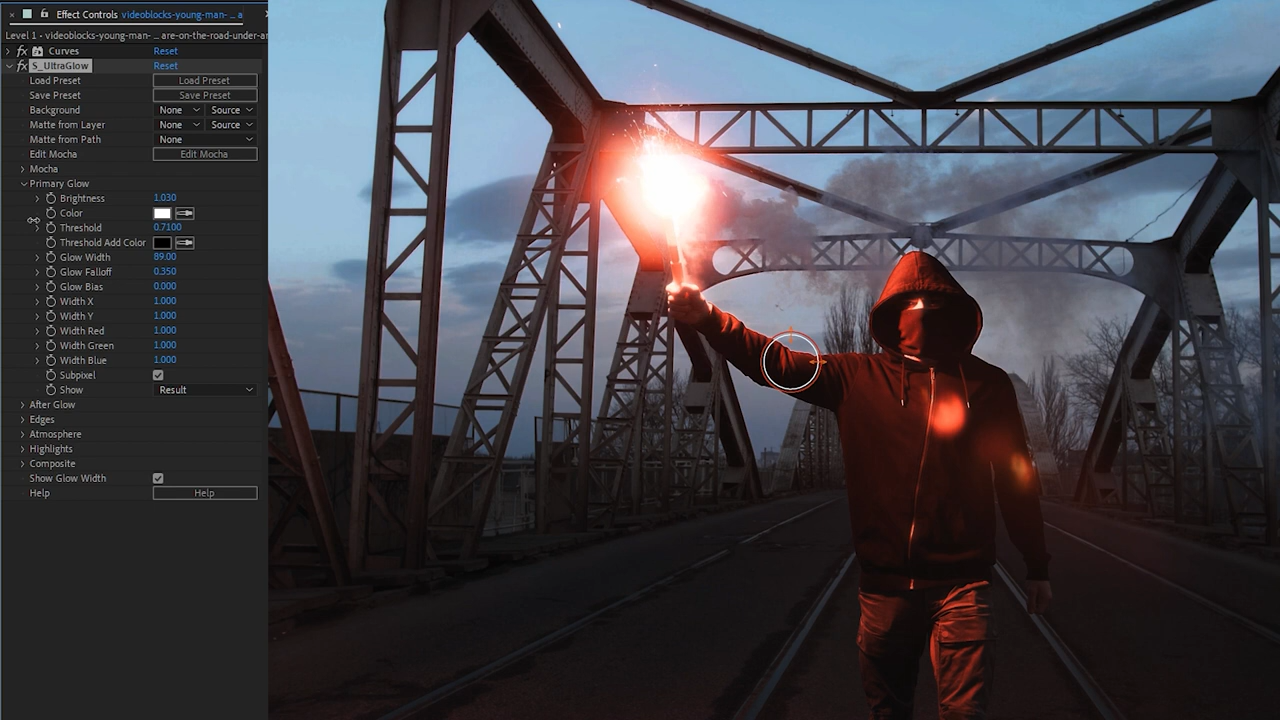 Effect Controls videoblocks-young-man- ... a
Level 1 · videoblocks-young-man- ... are-on-the-road-under-ar
fx Curves Reset
fx S_UltraGlow Reset
Load Preset Load Preset
Save Preset Save Preset
Background None Source
Matte from Layer None Source
Matte from Path None
Edit Mocha Edit Mocha
Mocha
Primary Glow
Brightness 1.030
Color
Threshold 0.7100
Threshold Add Color
Glow Width 89.00
Glow Falloff 0.350
Glow Bias 0.000
Width X 1.000
Width Y 1.000
Width Red 1.000
Width Green 1.000
Width Blue 1.000
Subpixel
Show Result
After Glow
Edges
Atmosphere
Highlights
Composite
Show Glow Width
Help Help